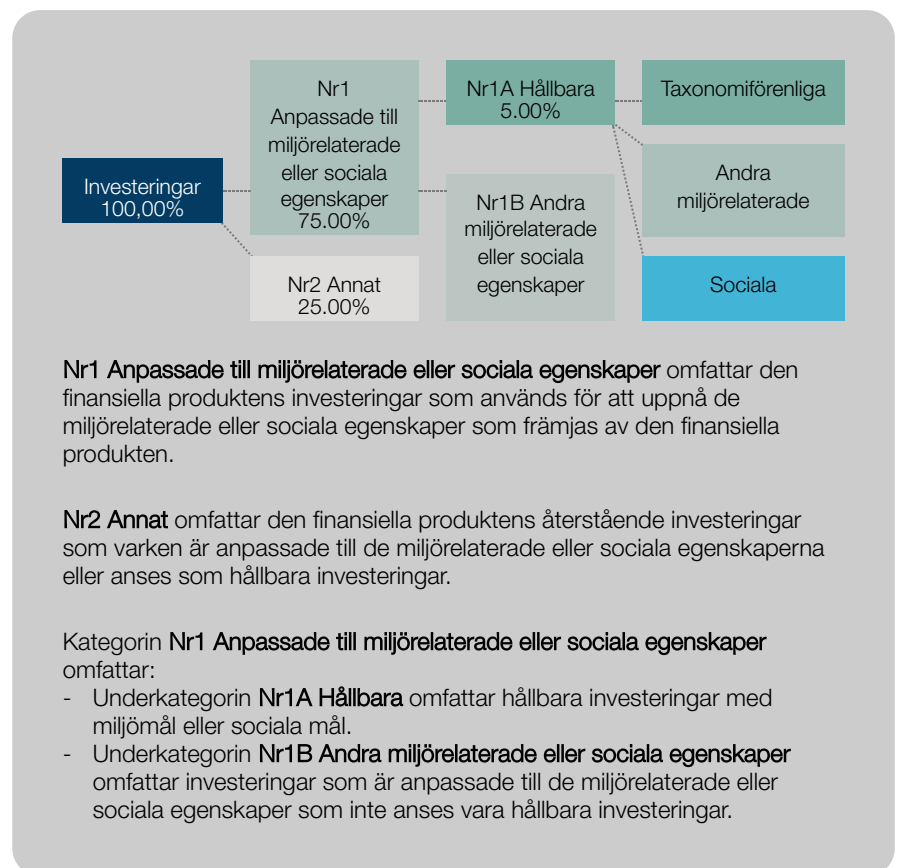 Investeringar
100,00%
Nr1
Anpassade till
miljörelaterade
eller sociala
egenskaper
75.00%
Nr2 Annat
25.00%
Nr1A Hållbara
5.00%
Nr1B Andra
miljörelaterade
eller sociala
egenskaper
Taxonomiförenliga
Andra
miljörelaterade
Sociala
Nr1 Anpassade till miljörelaterade eller sociala egenskaper omfattar den
finansiella produktens investeringar som används för att uppnå de
miljörelaterade eller sociala egenskaper som främjas av den finansiella
produkten.
Nr2 Annat omfattar den finansiella produktens återstående investeringar
som varken är anpassade till de miljörelaterade eller sociala egenskaperna
eller anses som hållbara investeringar.
Kategorin Nr1 Anpassade till miljörelaterade eller sociala egenskaper
omfattar:
- Underkategorin Nr1A Hållbara omfattar hållbara investeringar med
miljömål eller sociala mål.
- Underkategorin Nr1B Andra miljörelaterade eller sociala egenskaper
omfattar investeringar som är anpassade till de miljörelaterade eller
sociala egenskaper som inte anses vara hållbara investeringar.